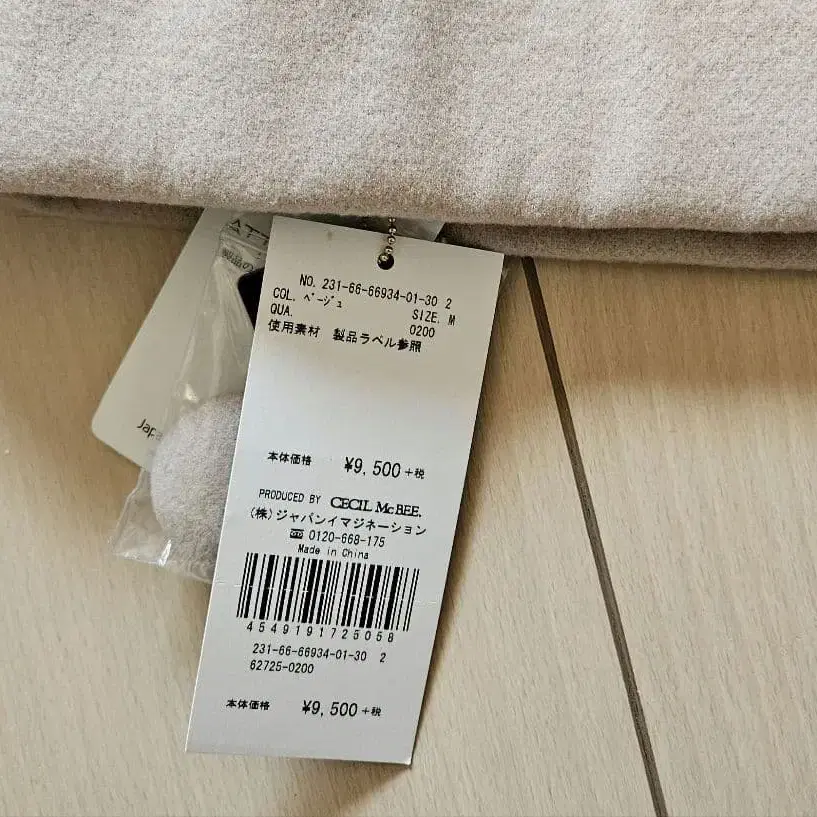 NO. 231-66-66934-01-30 2
COL. ベージュ SIZE. M
QUA. 0200
使用素材 製品ラベル参照
本体価格 ¥9,500+税
PRODUCED BY CECIL McBEE.
(株)ジャパンイマジネーション
0120-668-175
Made in China
4549191725058
231-66-66934-01-30 2
62725-0200
本体価格 ¥9,500+税
製品の